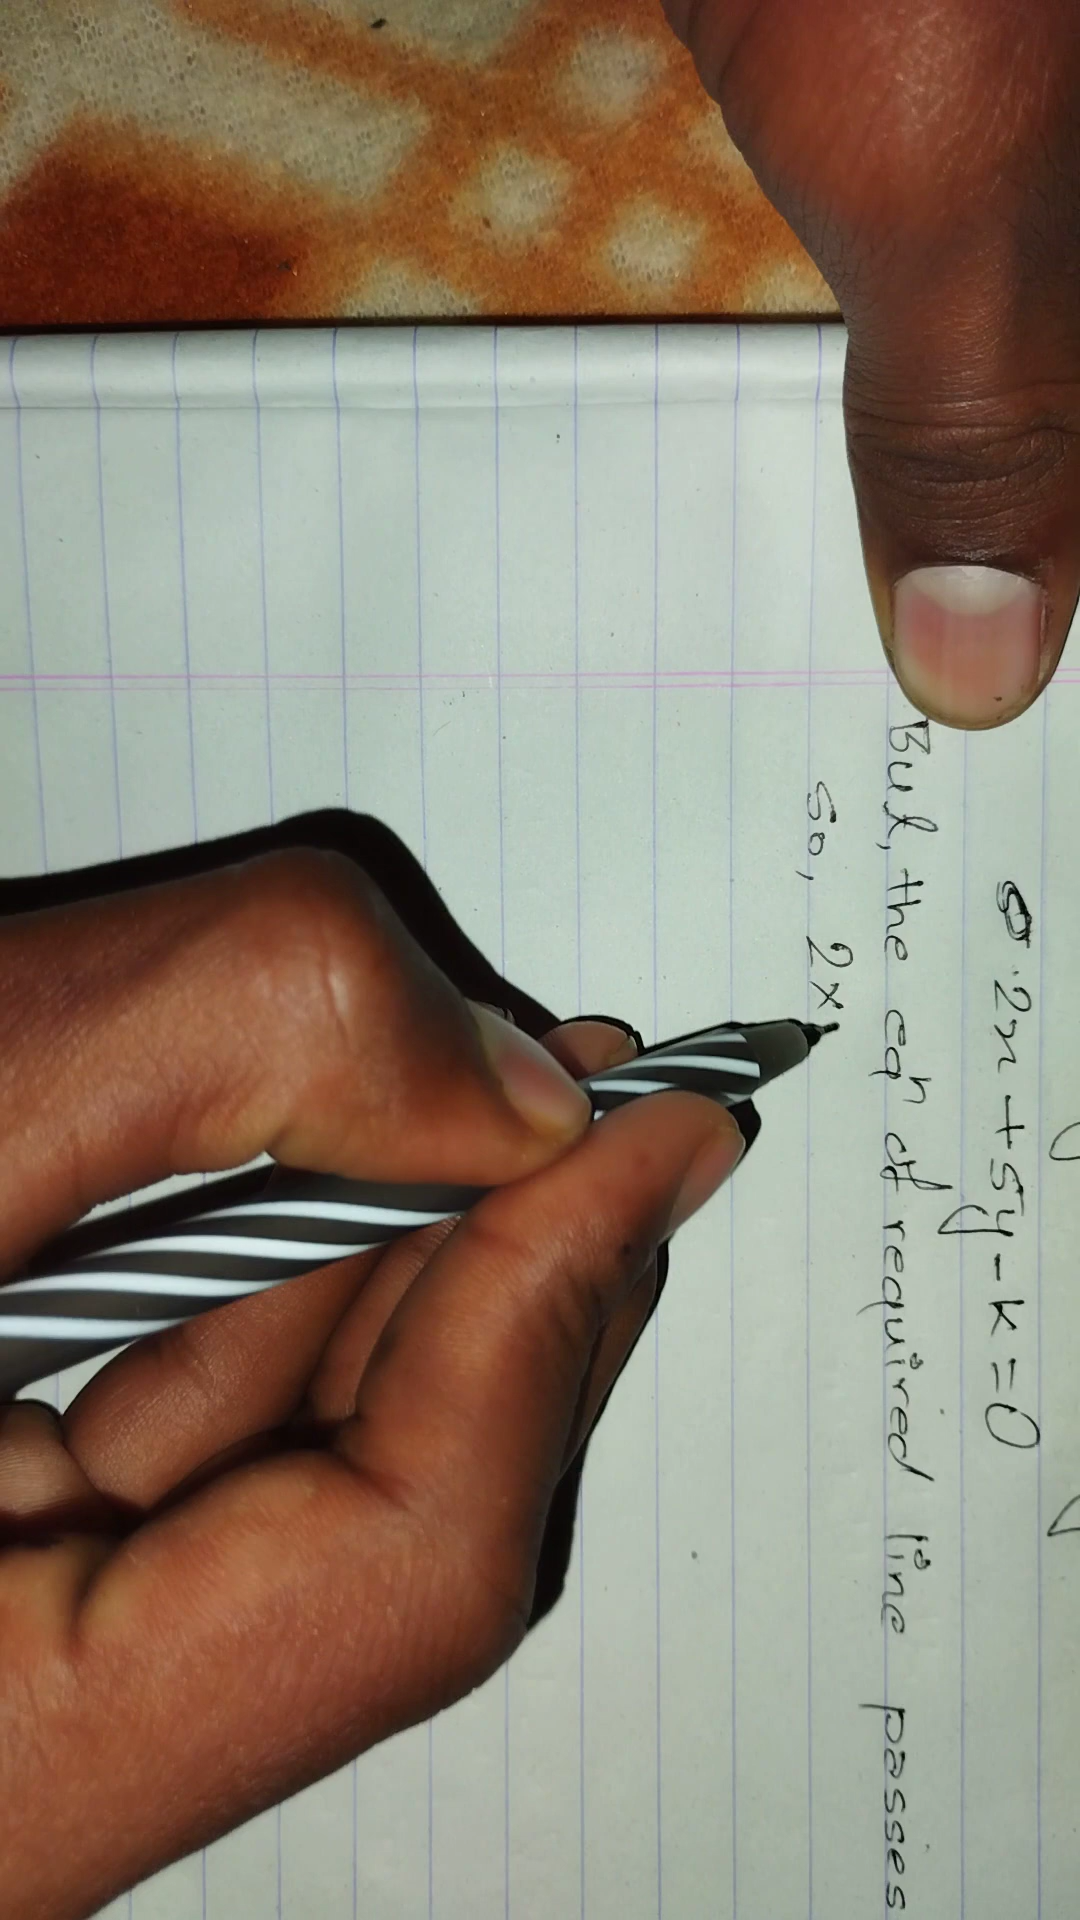 2x + 5y - k = 0
But, the eqn of required line passes
so, 2x